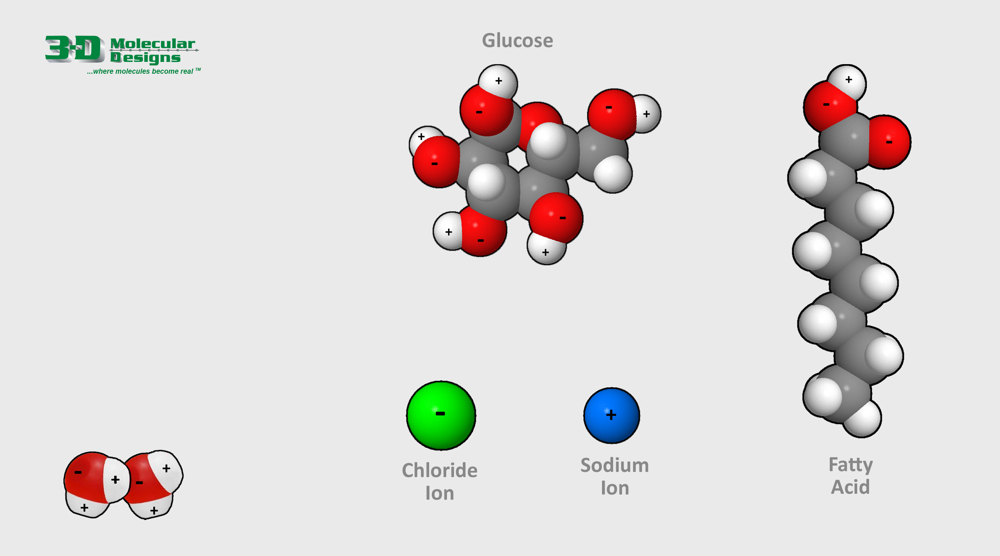 3-D Molecular
Designs
...where molecules become real ™
Glucose
+
-
-
+
+
-
+
-
-
+
-
-
+
-
+
-
+
Chloride
Ion
Sodium
Ion
Fatty
Acid
-
+
-
+
+
+